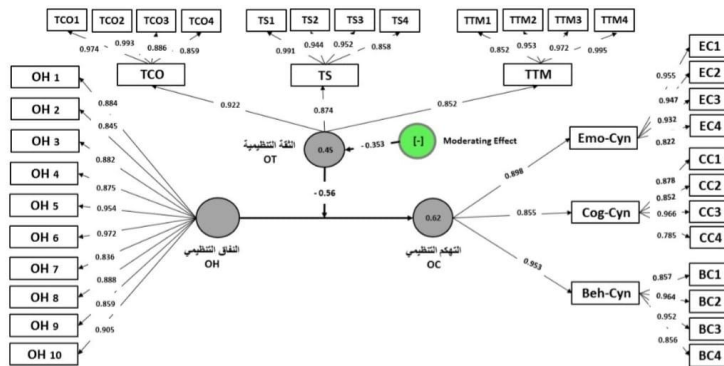 TCO1 TCO2 TCO3 TCO4
TS1 TS2 TS3 TS4
TTM1 TTM2 TTM3 TTM4
0.974 0.993 0.886 0.859
0.991 0.944 0.952 0.858
0.852 0.953 0.972 0.995
TCO
TS
TTM
0.922
0.874
0.852
0.45
الثقة التنظيمية
OT
- 0.353
[-]
Moderating Effect
- 0.56
OH 1
OH 2
OH 3
OH 4
OH 5
OH 6
OH 7
OH 8
OH 9
OH 10
0.884
0.845
0.882
0.875
0.954
0.972
0.836
0.888
0.859
0.905
النفاق التنظيمي
OH
0.62
التهكم التنظيمي
OC
0.898
0.855
0.953
Emo-Cyn
0.955
0.947
0.932
0.822
EC1
EC2
EC3
EC4
Cog-Cyn
0.878
0.852
0.966
0.785
CC1
CC2
CC3
CC4
Beh-Cyn
0.857
0.964
0.952
0.856
BC1
BC2
BC3
BC4